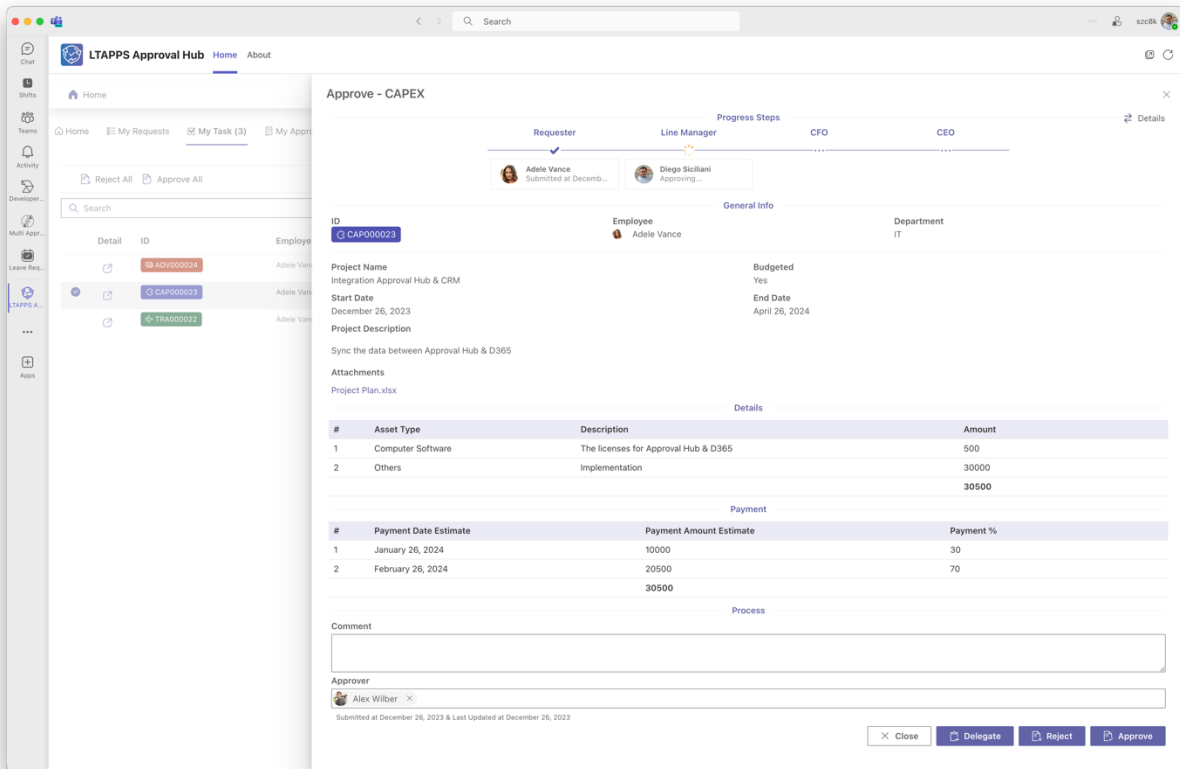 Search
szc8k
Chat
Shifts
Teams
Activity
Developer...
Multi Appr...
Leave Req...
LTAPPS A...
Apps
LTAPPS Approval Hub Home About
Home
Home My Requests My Task (3) My Appro
Reject All Approve All
Search
Detail ID Employe
ADV000024 Adele Van
CAP000023 Adele Van
TRA000022 Adele Van
Approve - CAPEX
Progress Steps
Details
Requester Line Manager CFO CEO
Adele Vance
Submitted at Decemb...
Diego Siciliani
Approving...
General Info
ID Employee Department
CAP000023 Adele Vance IT
Project Name Budgeted
Integration Approval Hub & CRM Yes
Start Date End Date
December 26, 2023 April 26, 2024
Project Description
Sync the data between Approval Hub & D365
Attachments
Project Plan.xlsx
Details
# Asset Type Description Amount
1 Computer Software The licenses for Approval Hub & D365 500
2 Others Implementation 30000
30500
Payment
# Payment Date Estimate Payment Amount Estimate Payment %
1 January 26, 2024 10000 30
2 February 26, 2024 20500 70
30500
Process
Comment
Approver
Alex Wilber
Submitted at December 26, 2023 & Last Updated at December 26, 2023
Close Delegate Reject Approve